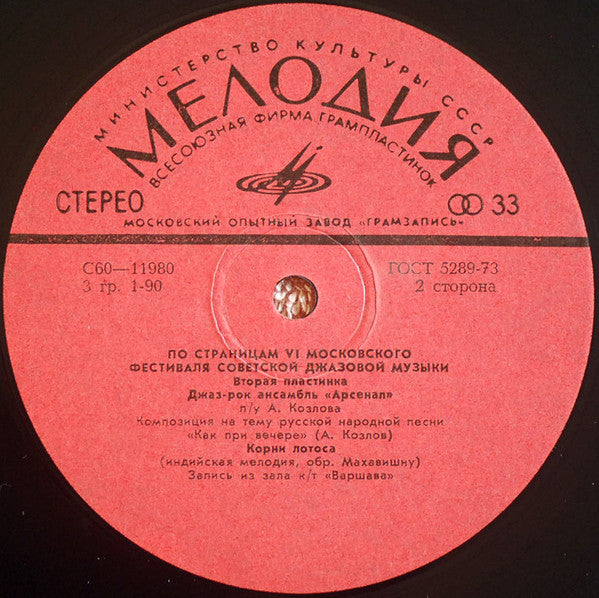 МИНИСТЕРСТВО КУЛЬТУРЫ СССР
МЕЛОДИЯ
ВСЕСОЮЗНАЯ ФИРМА ГРАМПЛАСТИНОК
СТЕРЕО 33
МОСКОВСКИЙ ОПЫТНЫЙ ЗАВОД «ГРАМЗАПИСЬ»
С60—11980 ГОСТ 5289-73
3 гр. 1-90 2 сторона
ПО СТРАНИЦАМ VI МОСКОВСКОГО
ФЕСТИВАЛЯ СОВЕТСКОЙ ДЖАЗОВОЙ МУЗЫКИ
Вторая пластинка
Джаз-рок ансамбль «Арсенал»
п/у А. Козлова
Композиция на тему русской народной песни
«Как при вечере» (А. Козлов)
Корни лотоса
(индийская мелодия, обр. Махавишну)
Запись из зала к/т «Варшава»